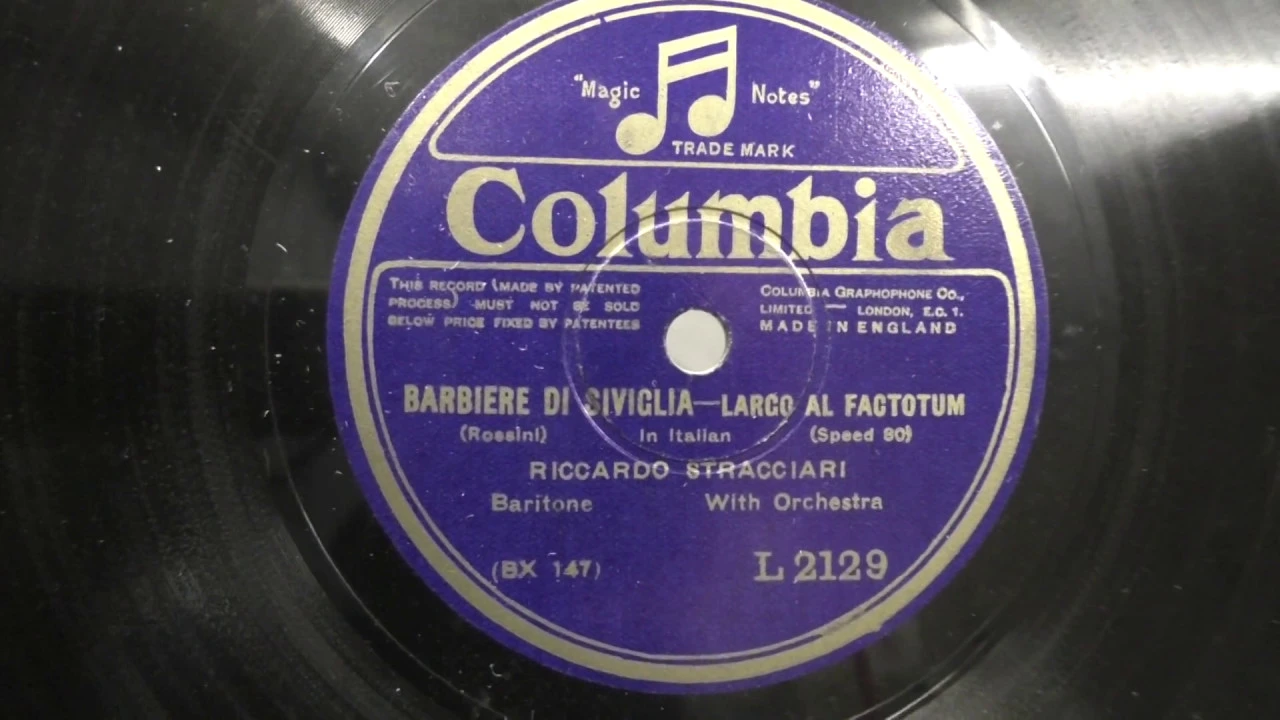 "Magic Notes"
TRADE MARK
Columbia
THIS RECORD (MADE BY PATENTED
PROCESS) MUST NOT BE SOLD
BELOW PRICE FIXED BY PATENTEES
COLUMBIA GRAPHOPHONE CO.,
LIMITED — LONDON, E.C. 1.
MADE IN ENGLAND
BARBIERE DI SIVIGLIA—LARGO AL FACTOTUM
(Rossini) In Italian (Speed 80)
RICCARDO STRACCIARI
Baritone With Orchestra
(BX 147) L 2129